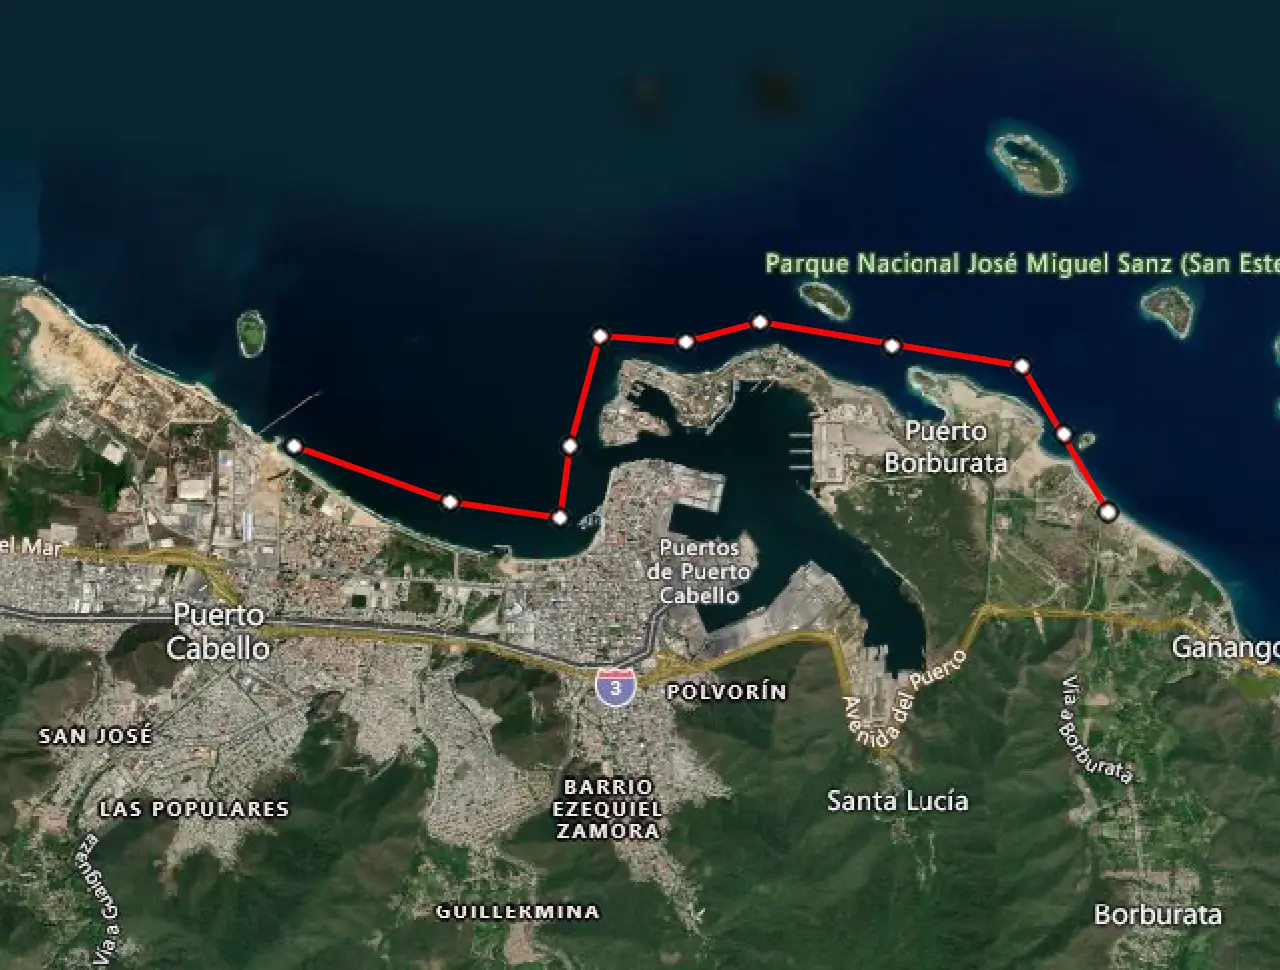 Parque Nacional José Miguel Sanz (San Este
Puerto
Borburata
el Mar
Puertos
de Puerto
Cabello
Puerto
Cabello
Gañango
3
POLVORÍN
Avenida del Puerto
Vía a Borburata
SAN JOSÉ
BARRIO
EZEQUIEL
ZAMORA
LAS POPULARES
Santa Lucía
Vía a Guaiguaza
GUILLERMINA
Borburata